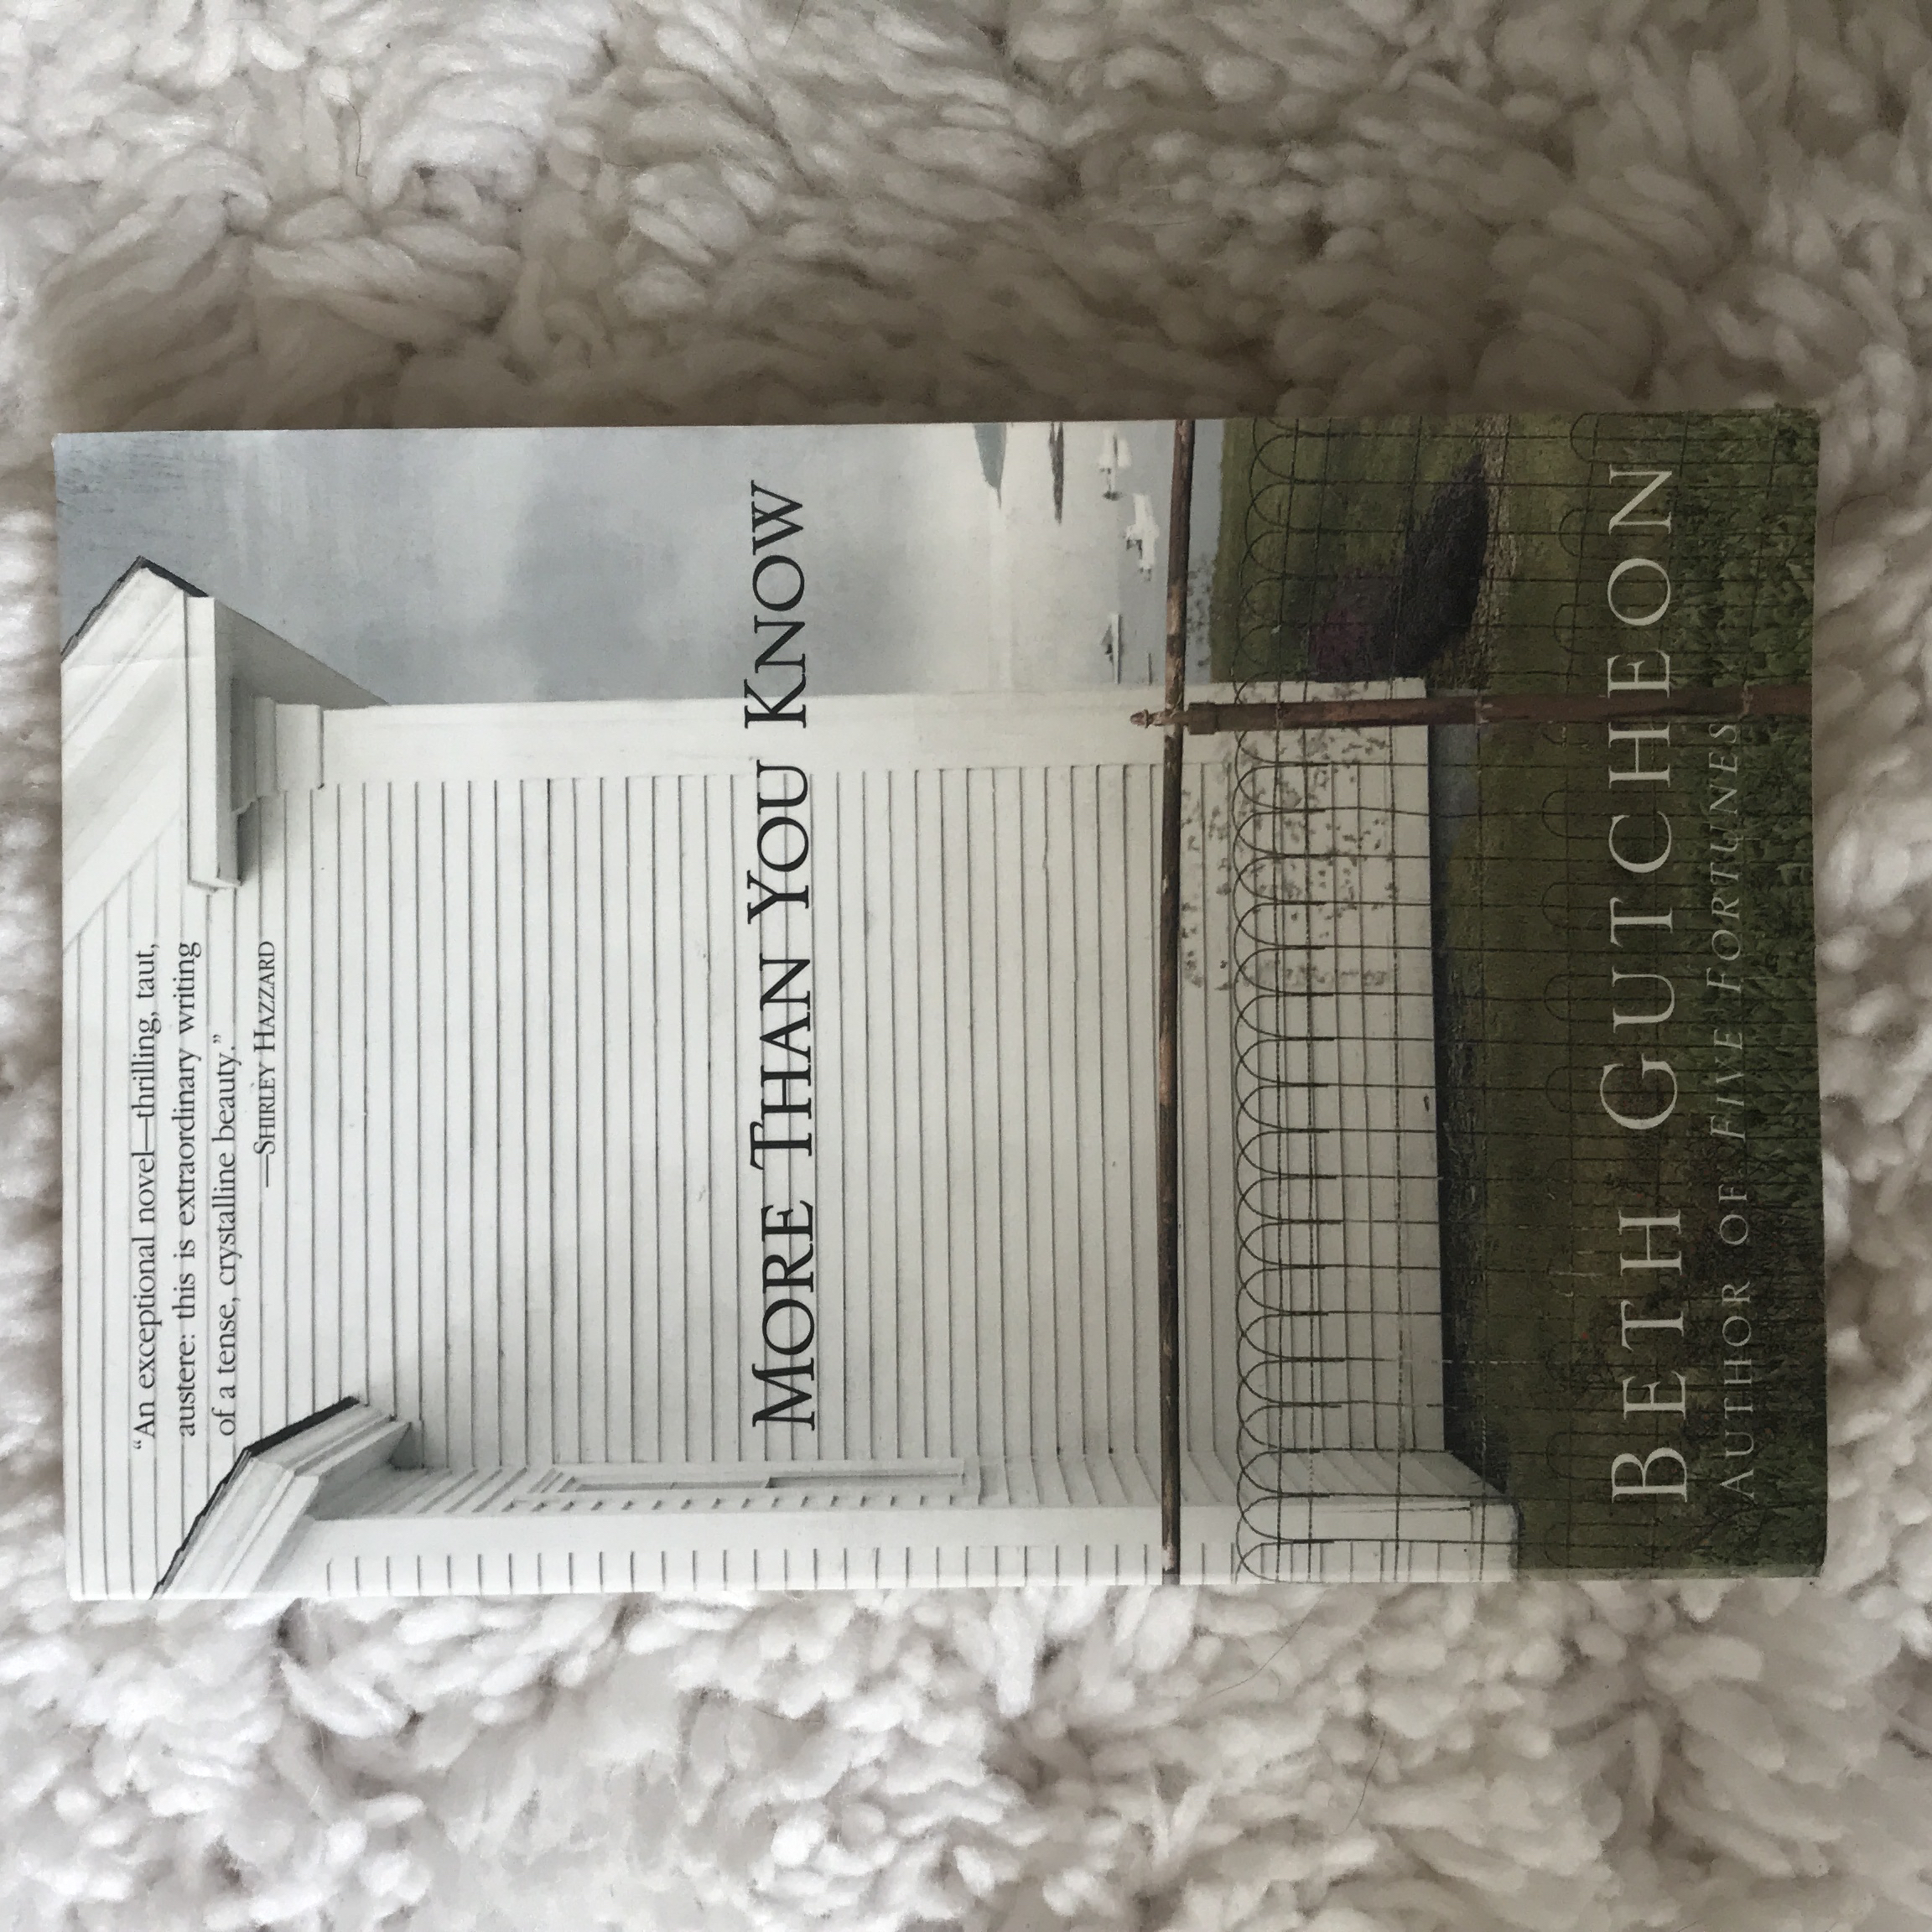 “An exceptional novel—thrilling, taut,
austere: this is extraordinary writing
of a tense, crystalline beauty.”
—SHIRLEY HAZZARD
MORE THAN YOU KNOW
BETH GUTCHEON
AUTHOR OF FIVE FORTUNES